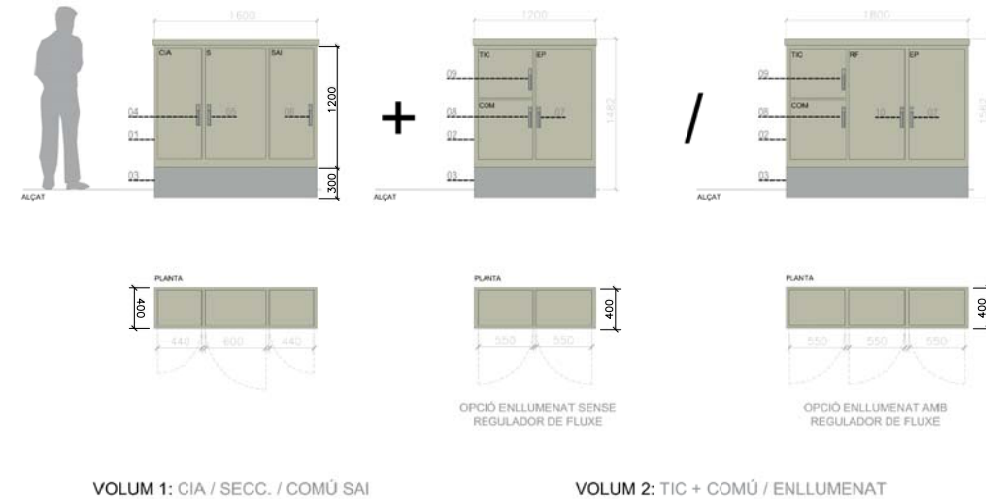 1600
1200
1800
CIA S SAI
TIC EP
TIC RF EP
COM
COM
1200
300
1482
04 05 06
01
03
09
08 07
02
03
09
08 10 07
02
03
ALÇAT
ALÇAT
ALÇAT
+
/
PLANTA
PLANTA
PLANTA
400
400
400
440 600 440
550 550
550 550 550
OPCIÓ ENLLUMENAT SENSE
REGULADOR DE FLUXE
OPCIÓ ENLLUMENAT AMB
REGULADOR DE FLUXE
VOLUM 1: CIA / SECC. / COMÚ SAI
VOLUM 2: TIC + COMÚ / ENLLUMENAT